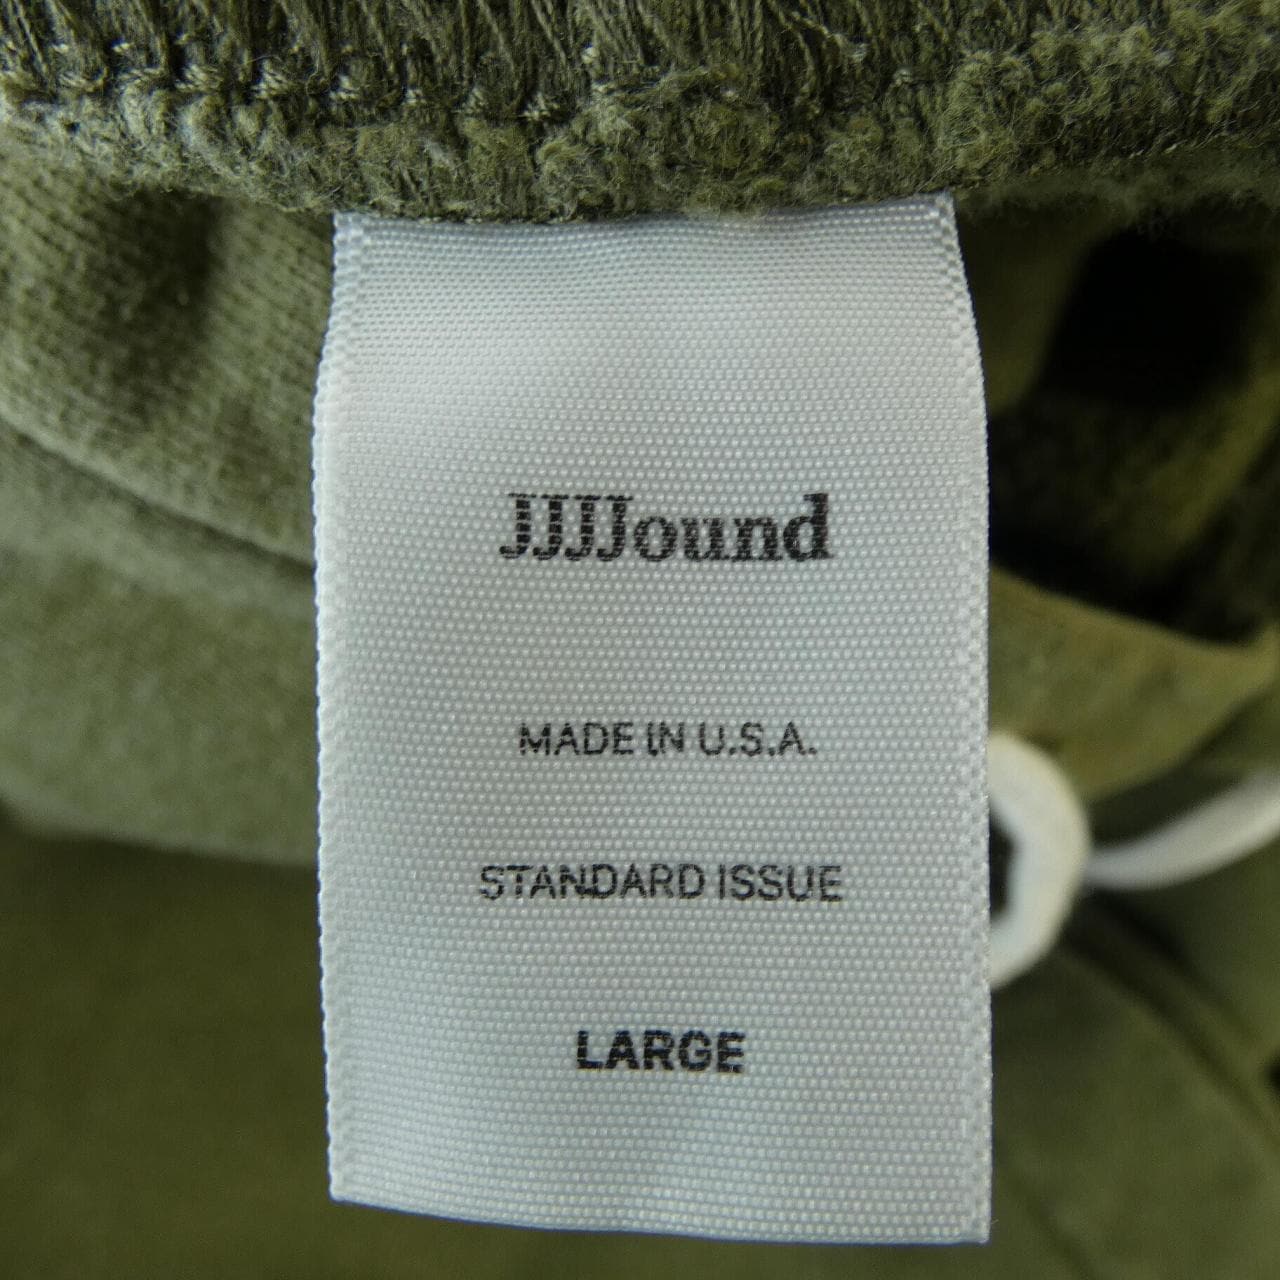 JJJJound
MADE IN U.S.A.
STANDARD ISSUE
LARGE